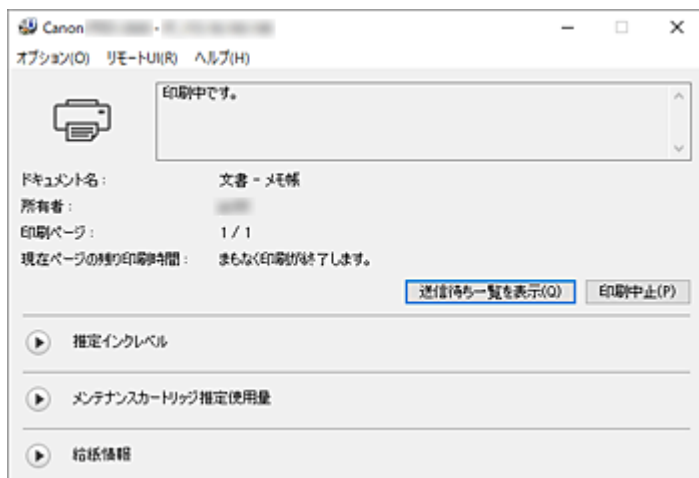 Canon -
オプション(O) リモートUI(R) ヘルプ(H)
印刷中です。
ドキュメント名： 文書 - メモ帳
所有者：
印刷ページ： 1 / 1
現在ページの残り印刷時間： まもなく印刷が終了します。
送信待ち一覧を表示(Q) 印刷中止(P)
推定インクレベル
メンテナンスカートリッジ推定使用量
給紙情報